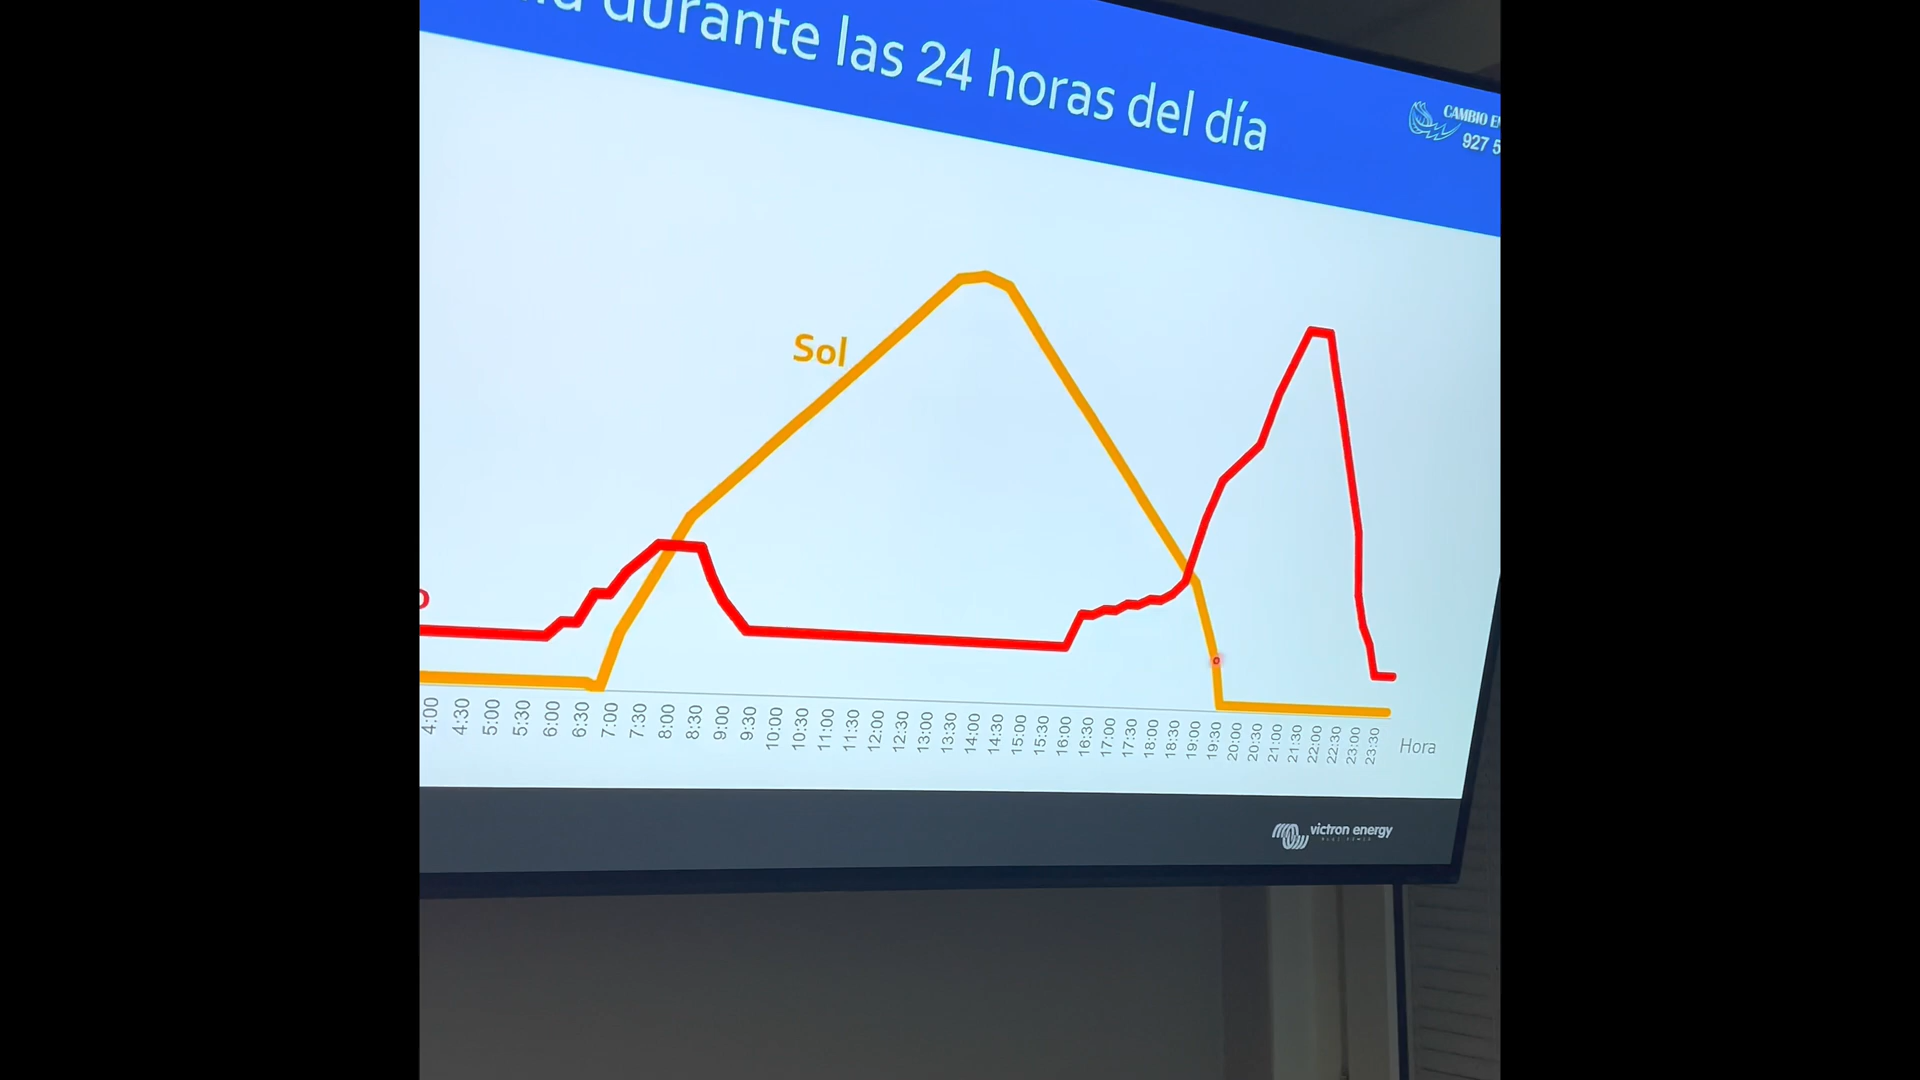 durante las 24 horas del día
CAMBIO
927 5
Sol
4:00 4:30 5:00 5:30 6:00 6:30 7:00 7:30 8:00 8:30 9:00 9:30 10:00 10:30 11:00 11:30 12:00 12:30 13:00 13:30 14:00 14:30 15:00 15:30 16:00 16:30 17:00 17:30 18:00 18:30 19:00 19:30 20:00 20:30 21:00 21:30 22:00 22:30 23:00 23:30
Hora
victron energy